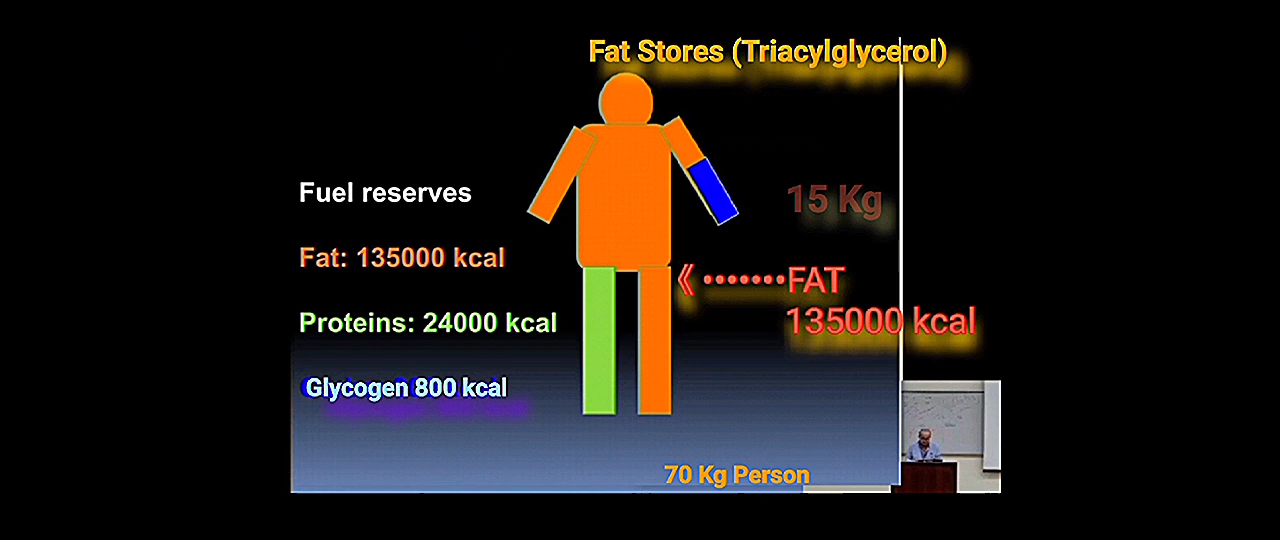 Fat Stores (Triacylglycerol)
Fuel reserves
15 Kg
Fat: 135000 kcal
《·······FAT
Proteins: 24000 kcal
135000 kcal
Glycogen 800 kcal
70 Kg Person